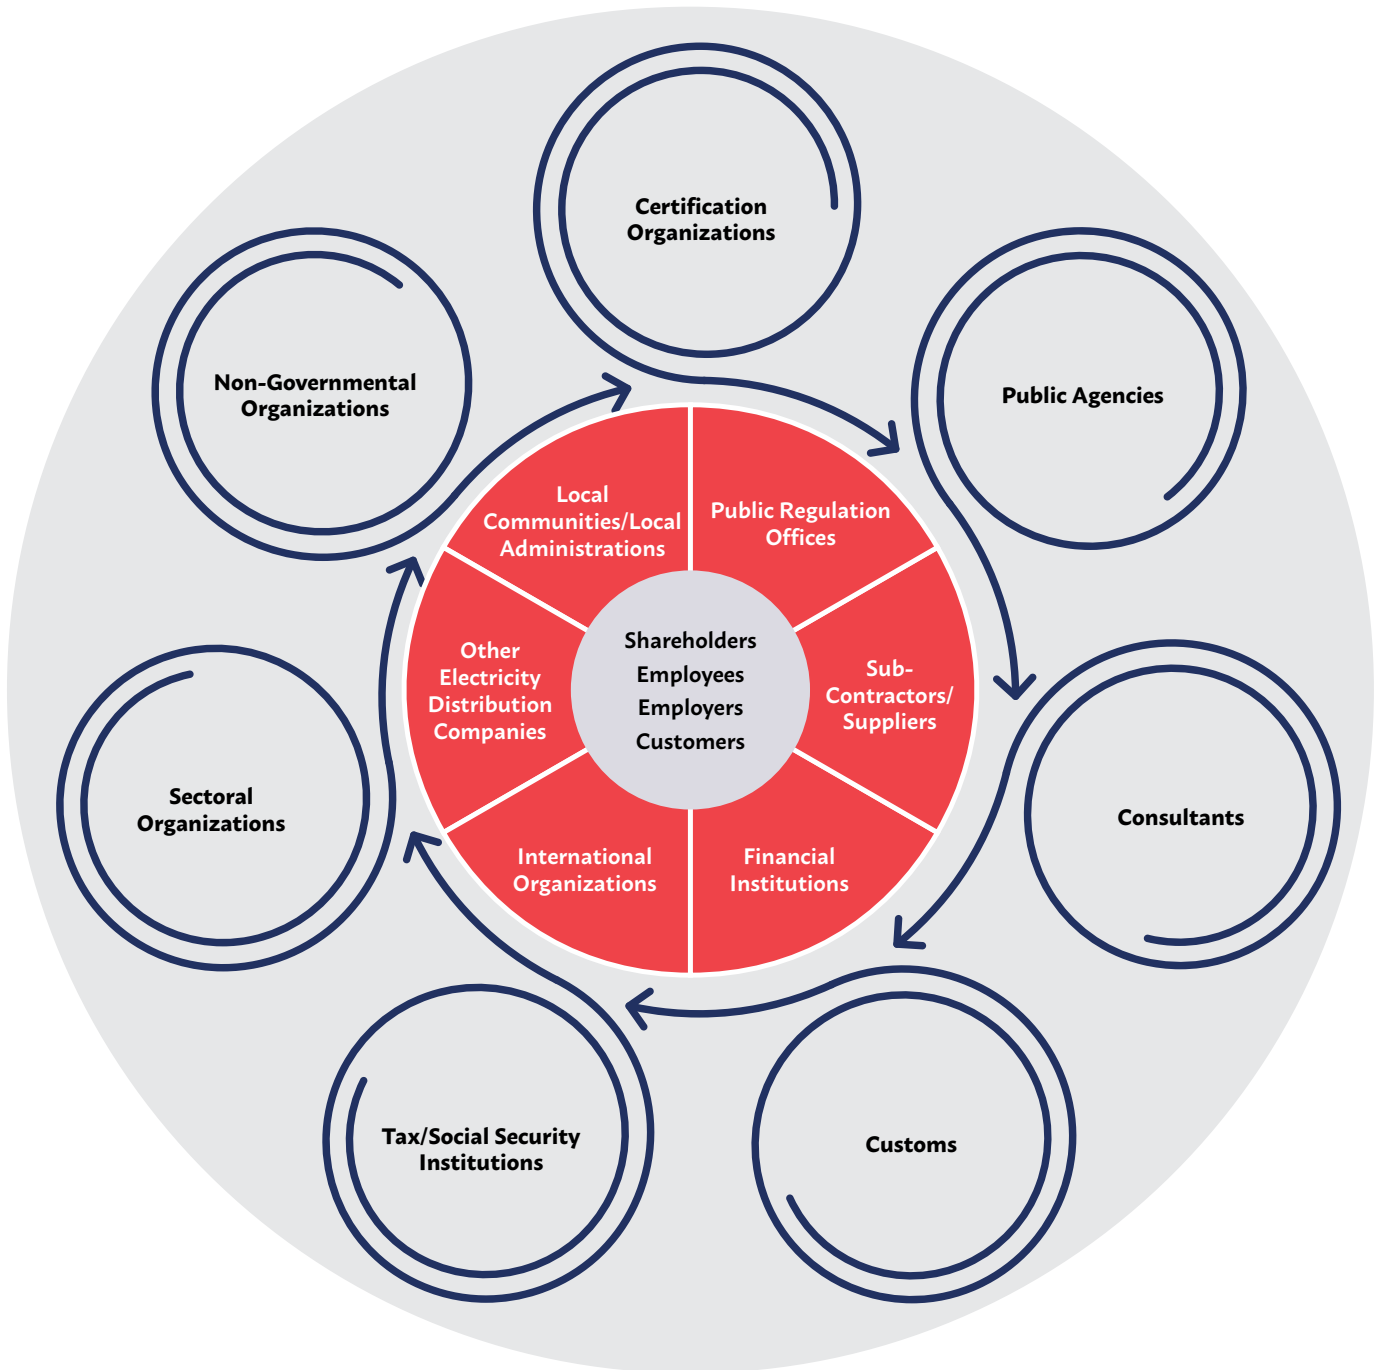 Certification
Organizations
Non-Governmental
Organizations
Public Agencies
Local
Communities/Local
Administrations
Public Regulation
Offices
Other
Electricity
Distribution
Companies
Shareholders
Employees
Employers
Customers
Sub-
Contractors/
Suppliers
Sectoral
Organizations
Consultants
International
Organizations
Financial
Institutions
Tax/Social Security
Institutions
Customs